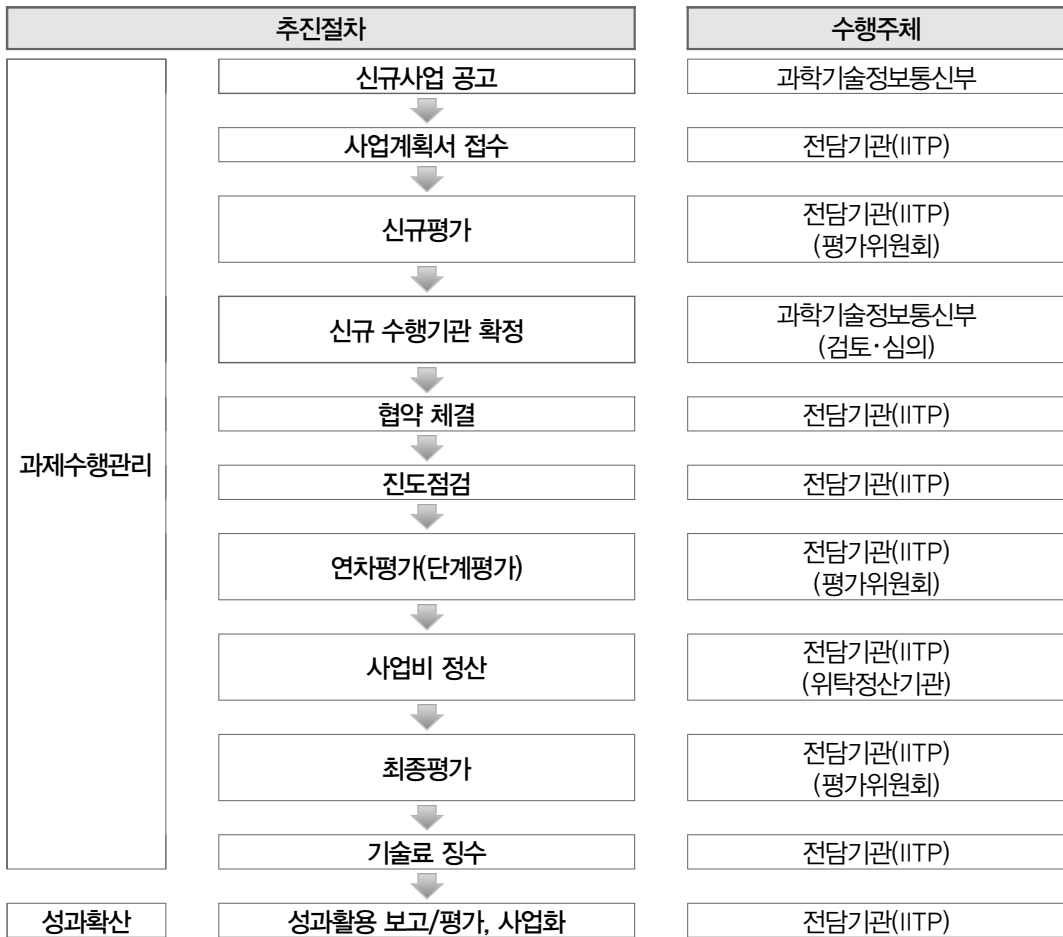 추진절차
수행주체
신규사업 공고
과학기술정보통신부
사업계획서 접수
전담기관(IITP)
신규평가
전담기관(IITP)
(평가위원회)
신규 수행기관 확정
과학기술정보통신부
(검토·심의)
협약 체결
전담기관(IITP)
과제수행관리
진도점검
전담기관(IITP)
연차평가(단계평가)
전담기관(IITP)
(평가위원회)
사업비 정산
전담기관(IITP)
(위탁정산기관)
최종평가
전담기관(IITP)
(평가위원회)
기술료 징수
전담기관(IITP)
성과확산
성과활용 보고/평가, 사업화
전담기관(IITP)